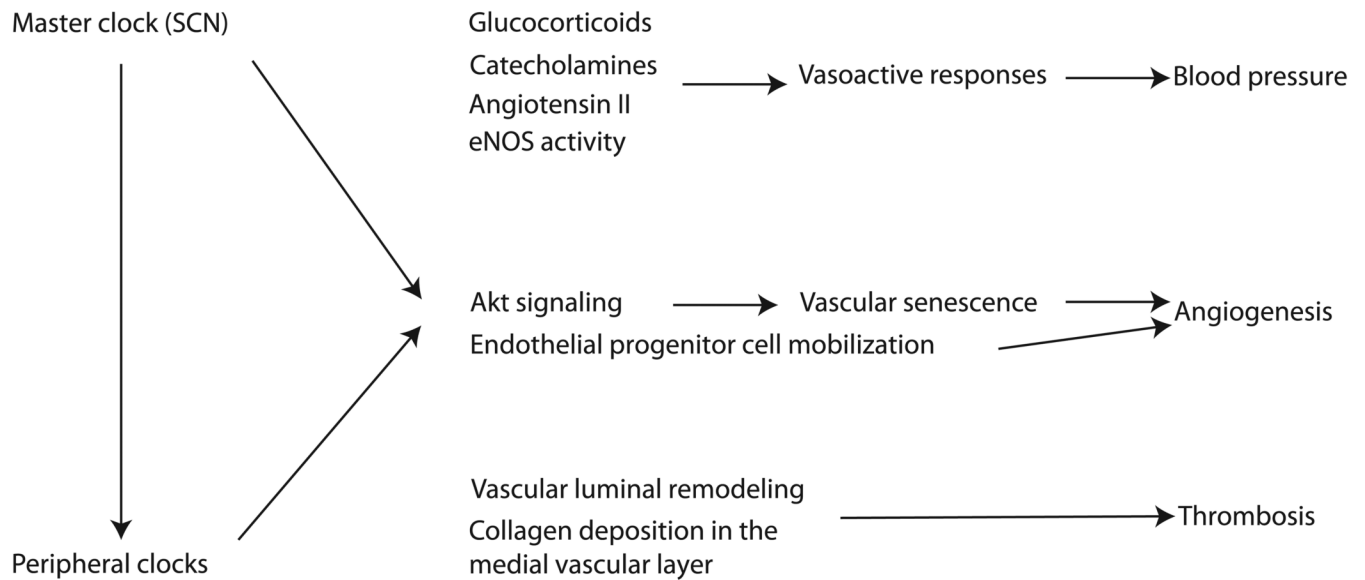 Master clock (SCN)
Glucocorticoids
Catecholamines
Angiotensin II
eNOS activity
Vasoactive responses
Blood pressure
Akt signaling
Vascular senescence
Angiogenesis
Endothelial progenitor cell mobilization
Vascular luminal remodeling
Collagen deposition in the
medial vascular layer
Thrombosis
Peripheral clocks